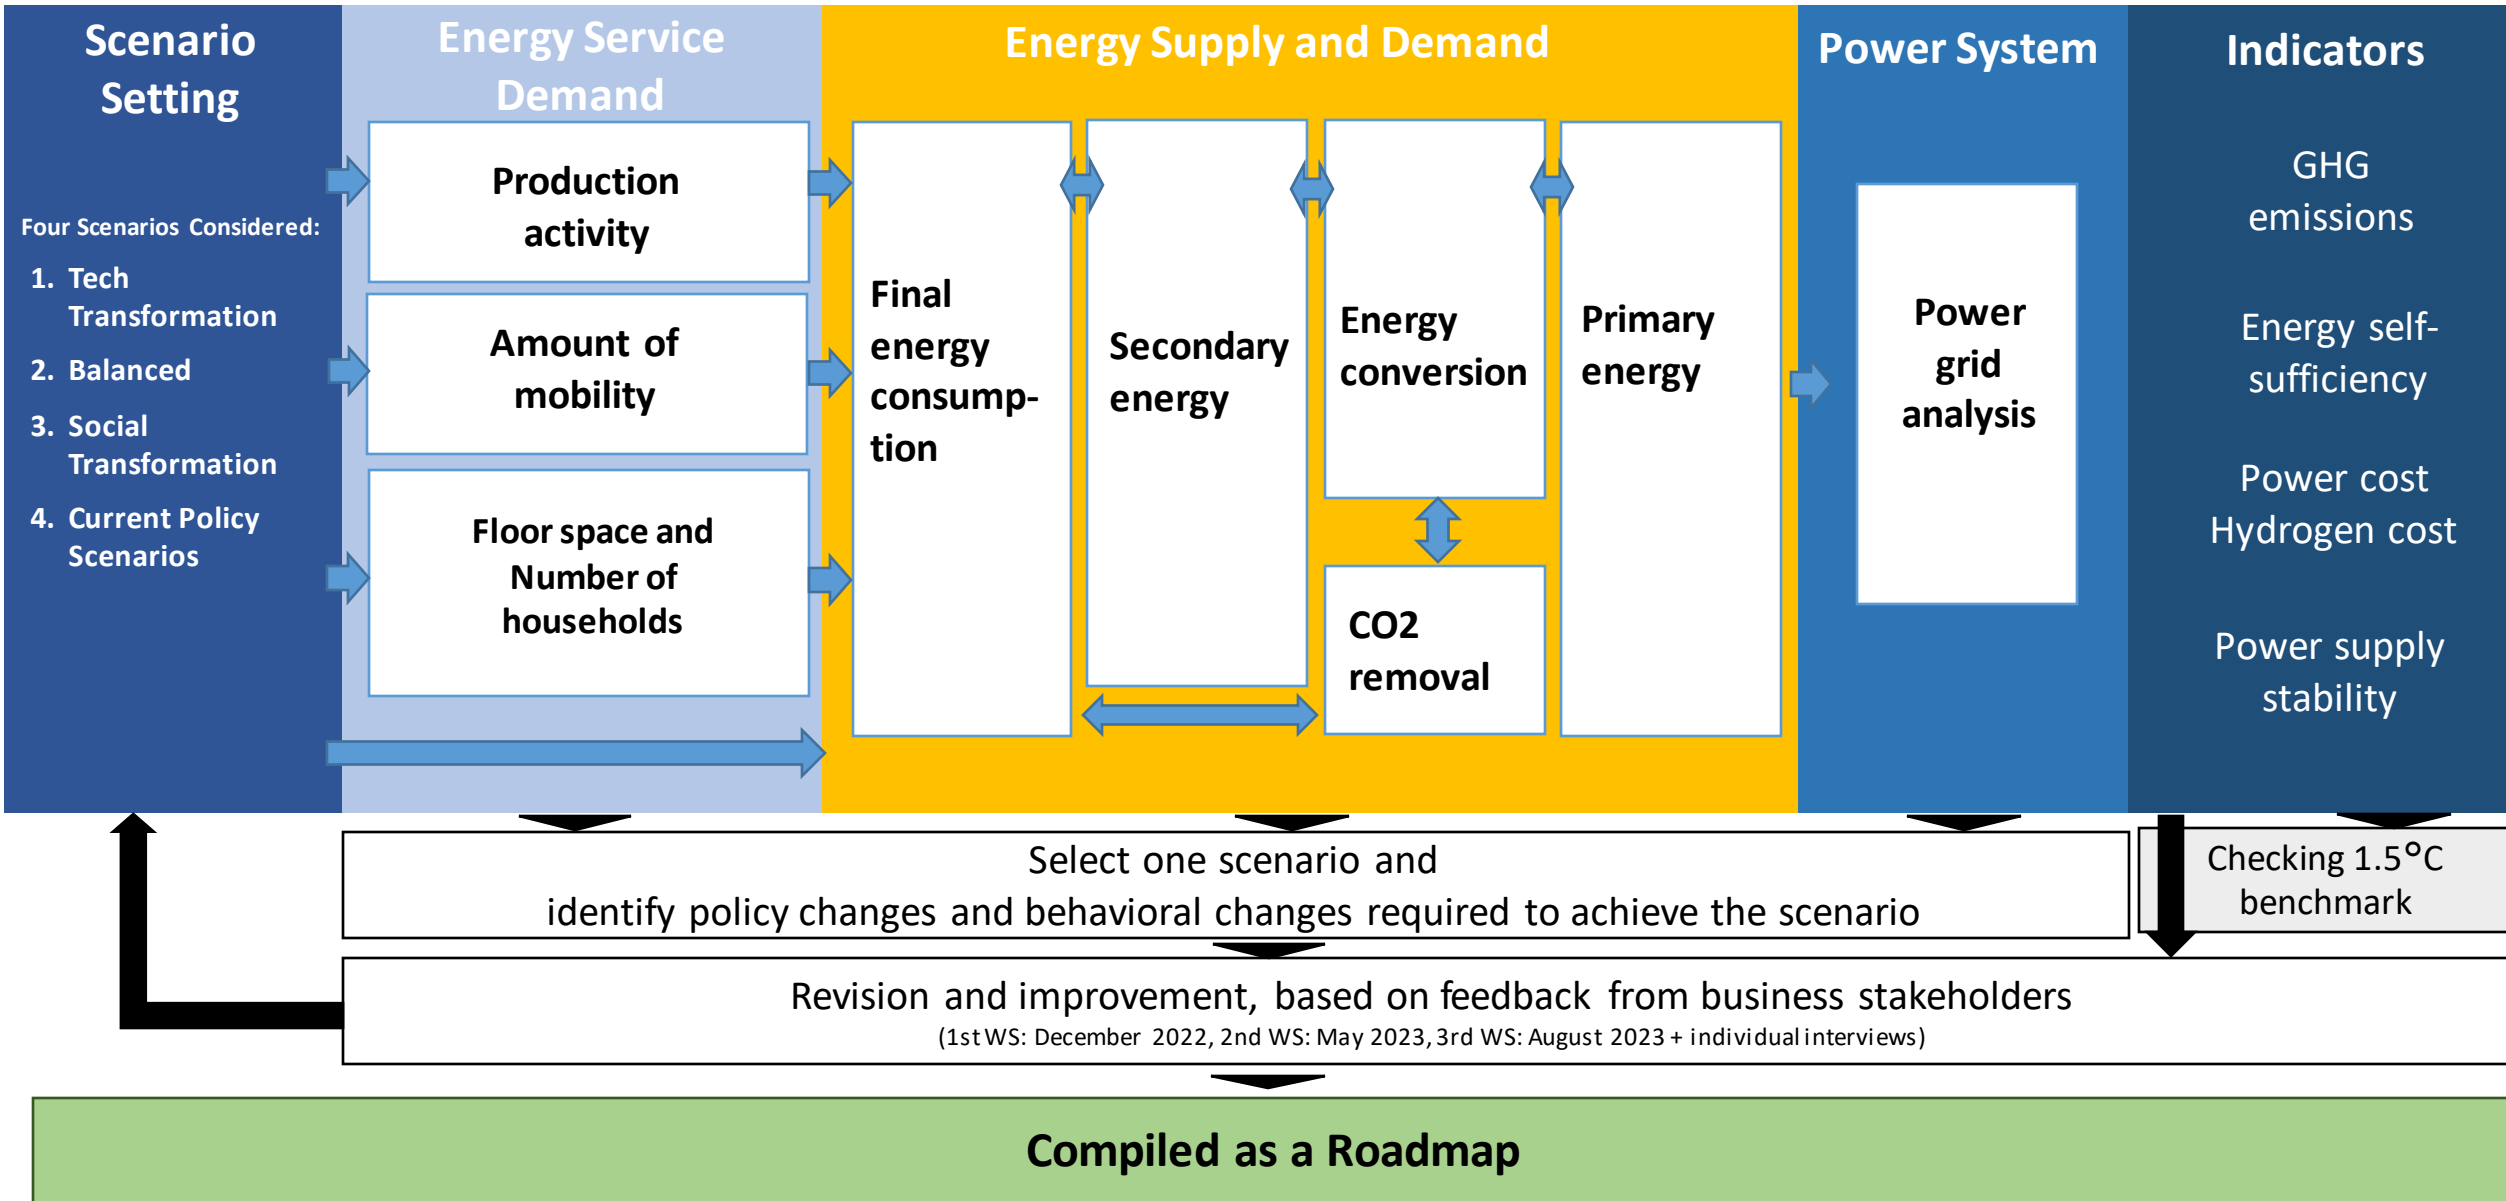 Scenario
Setting
Four Scenarios Considered:
1. Tech
Transformation
2. Balanced
3. Social
Transformation
4. Current Policy
Scenarios
Energy Service
Demand
Production
activity
Amount of
mobility
Floor space and
Number of
households
Energy Supply and Demand
Final
energy
consump-
tion
Secondary
energy
Energy
conversion
CO2
removal
Primary
energy
Power System
Power
grid
analysis
Indicators
GHG
emissions
Energy self-
sufficiency
Power cost
Hydrogen cost
Power supply
stability
Select one scenario and
identify policy changes and behavioral changes required to achieve the scenario
Checking 1.5°C
benchmark
Revision and improvement, based on feedback from business stakeholders
(1st WS: December 2022, 2nd WS: May 2023, 3rd WS: August 2023 + individual interviews)
Compiled as a Roadmap